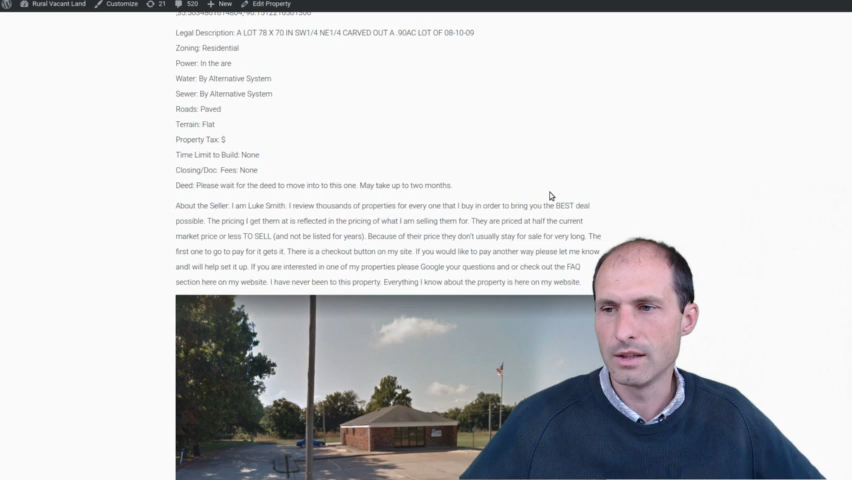 Rural Vacant Land Customize 21 520 New Edit Property
Legal Description: A LOT 78 X 70 IN SW1/4 NE1/4 CARVED OUT A .90AC LOT OF 08-10-09
Zoning: Residential
Power: In the are
Water: By Alternative System
Sewer: By Alternative System
Roads: Paved
Terrain: Flat
Property Tax: $
Time Limit to Build: None
Closing/Doc. Fees: None
Deed: Please wait for the deed to move into to this one. May take up to two months.
About the Seller: I am Luke Smith. I review thousands of properties for every one that I buy in order to bring you the BEST deal
possible. The pricing I get them at is reflected in the pricing of what I am selling them for. They are priced at half the current
market price or less TO SELL (and not be listed for years). Because of their price they don't usually stay for sale for very long. The
first one to go to pay for it gets it. There is a checkout button on my site. If you would like to pay another way please let me know
andI will help set it up. If you are interested in one of my properties please Google your questions and or check out the FAQ
section here on my website. I have never been to this property. Everything I know about the property is here on my website.